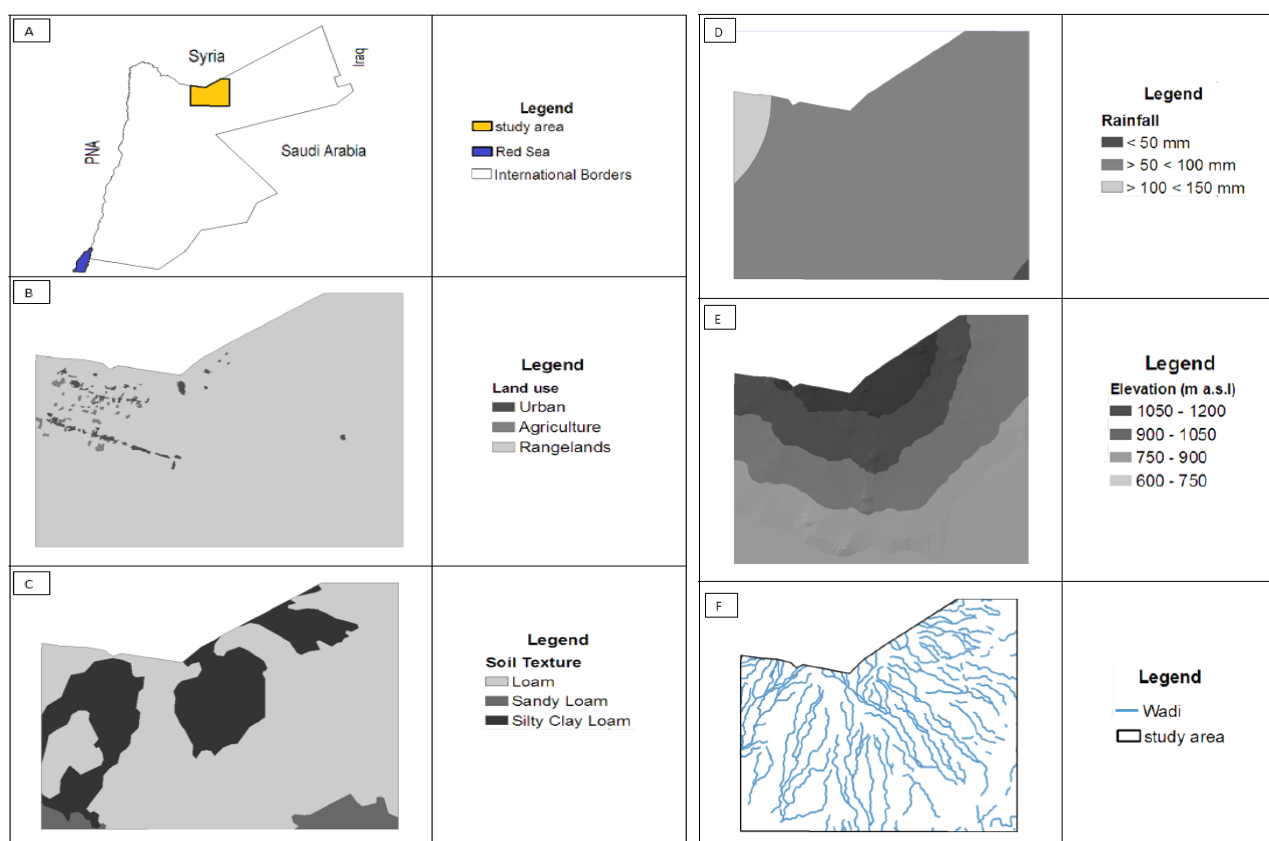 A
Syria
Iraq
PNA
Saudi Arabia
Legend
study area
Red Sea
International Borders
B
Legend
Land use
Urban
Agriculture
Rangelands
C
Legend
Soil Texture
Loam
Sandy Loam
Silty Clay Loam
D
Legend
Rainfall
< 50 mm
> 50 < 100 mm
> 100 < 150 mm
E
Legend
Elevation (m a.s.l)
1050 - 1200
900 - 1050
750 - 900
600 - 750
F
Legend
Wadi
study area